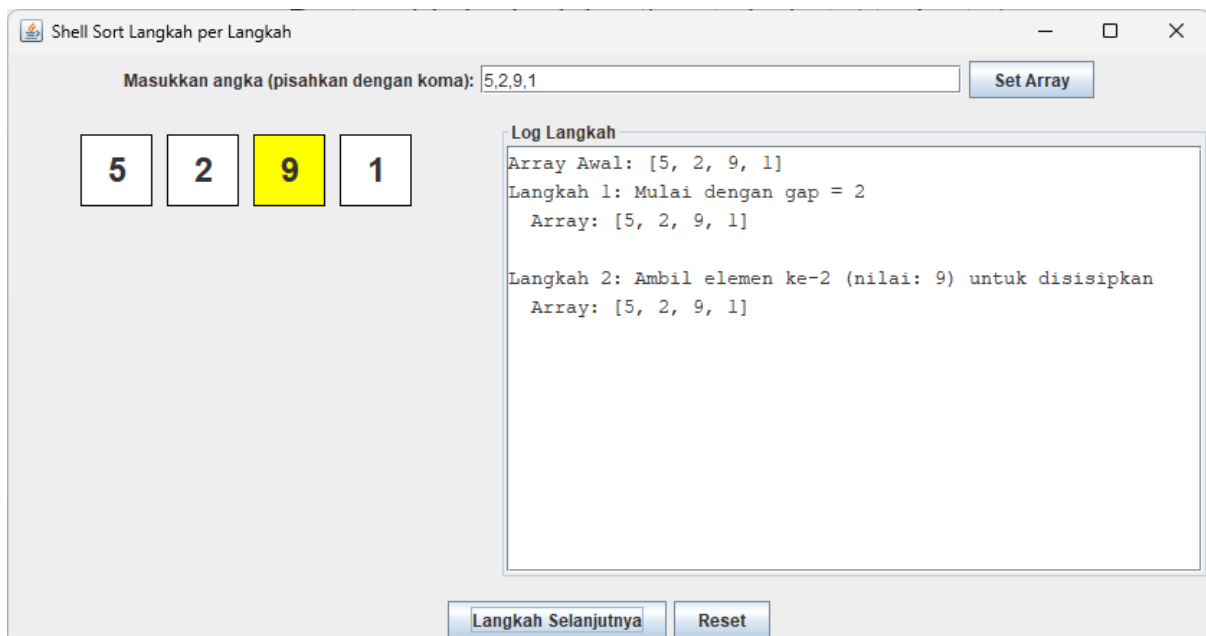 Shell Sort Langkah per Langkah
Masukkan angka (pisahkan dengan koma): 5,2,9,1 Set Array
5 2 9 1
Log Langkah
Array Awal: [5, 2, 9, 1]
Langkah 1: Mulai dengan gap = 2
Array: [5, 2, 9, 1]
Langkah 2: Ambil elemen ke-2 (nilai: 9) untuk disisipkan
Array: [5, 2, 9, 1]
Langkah Selanjutnya Reset